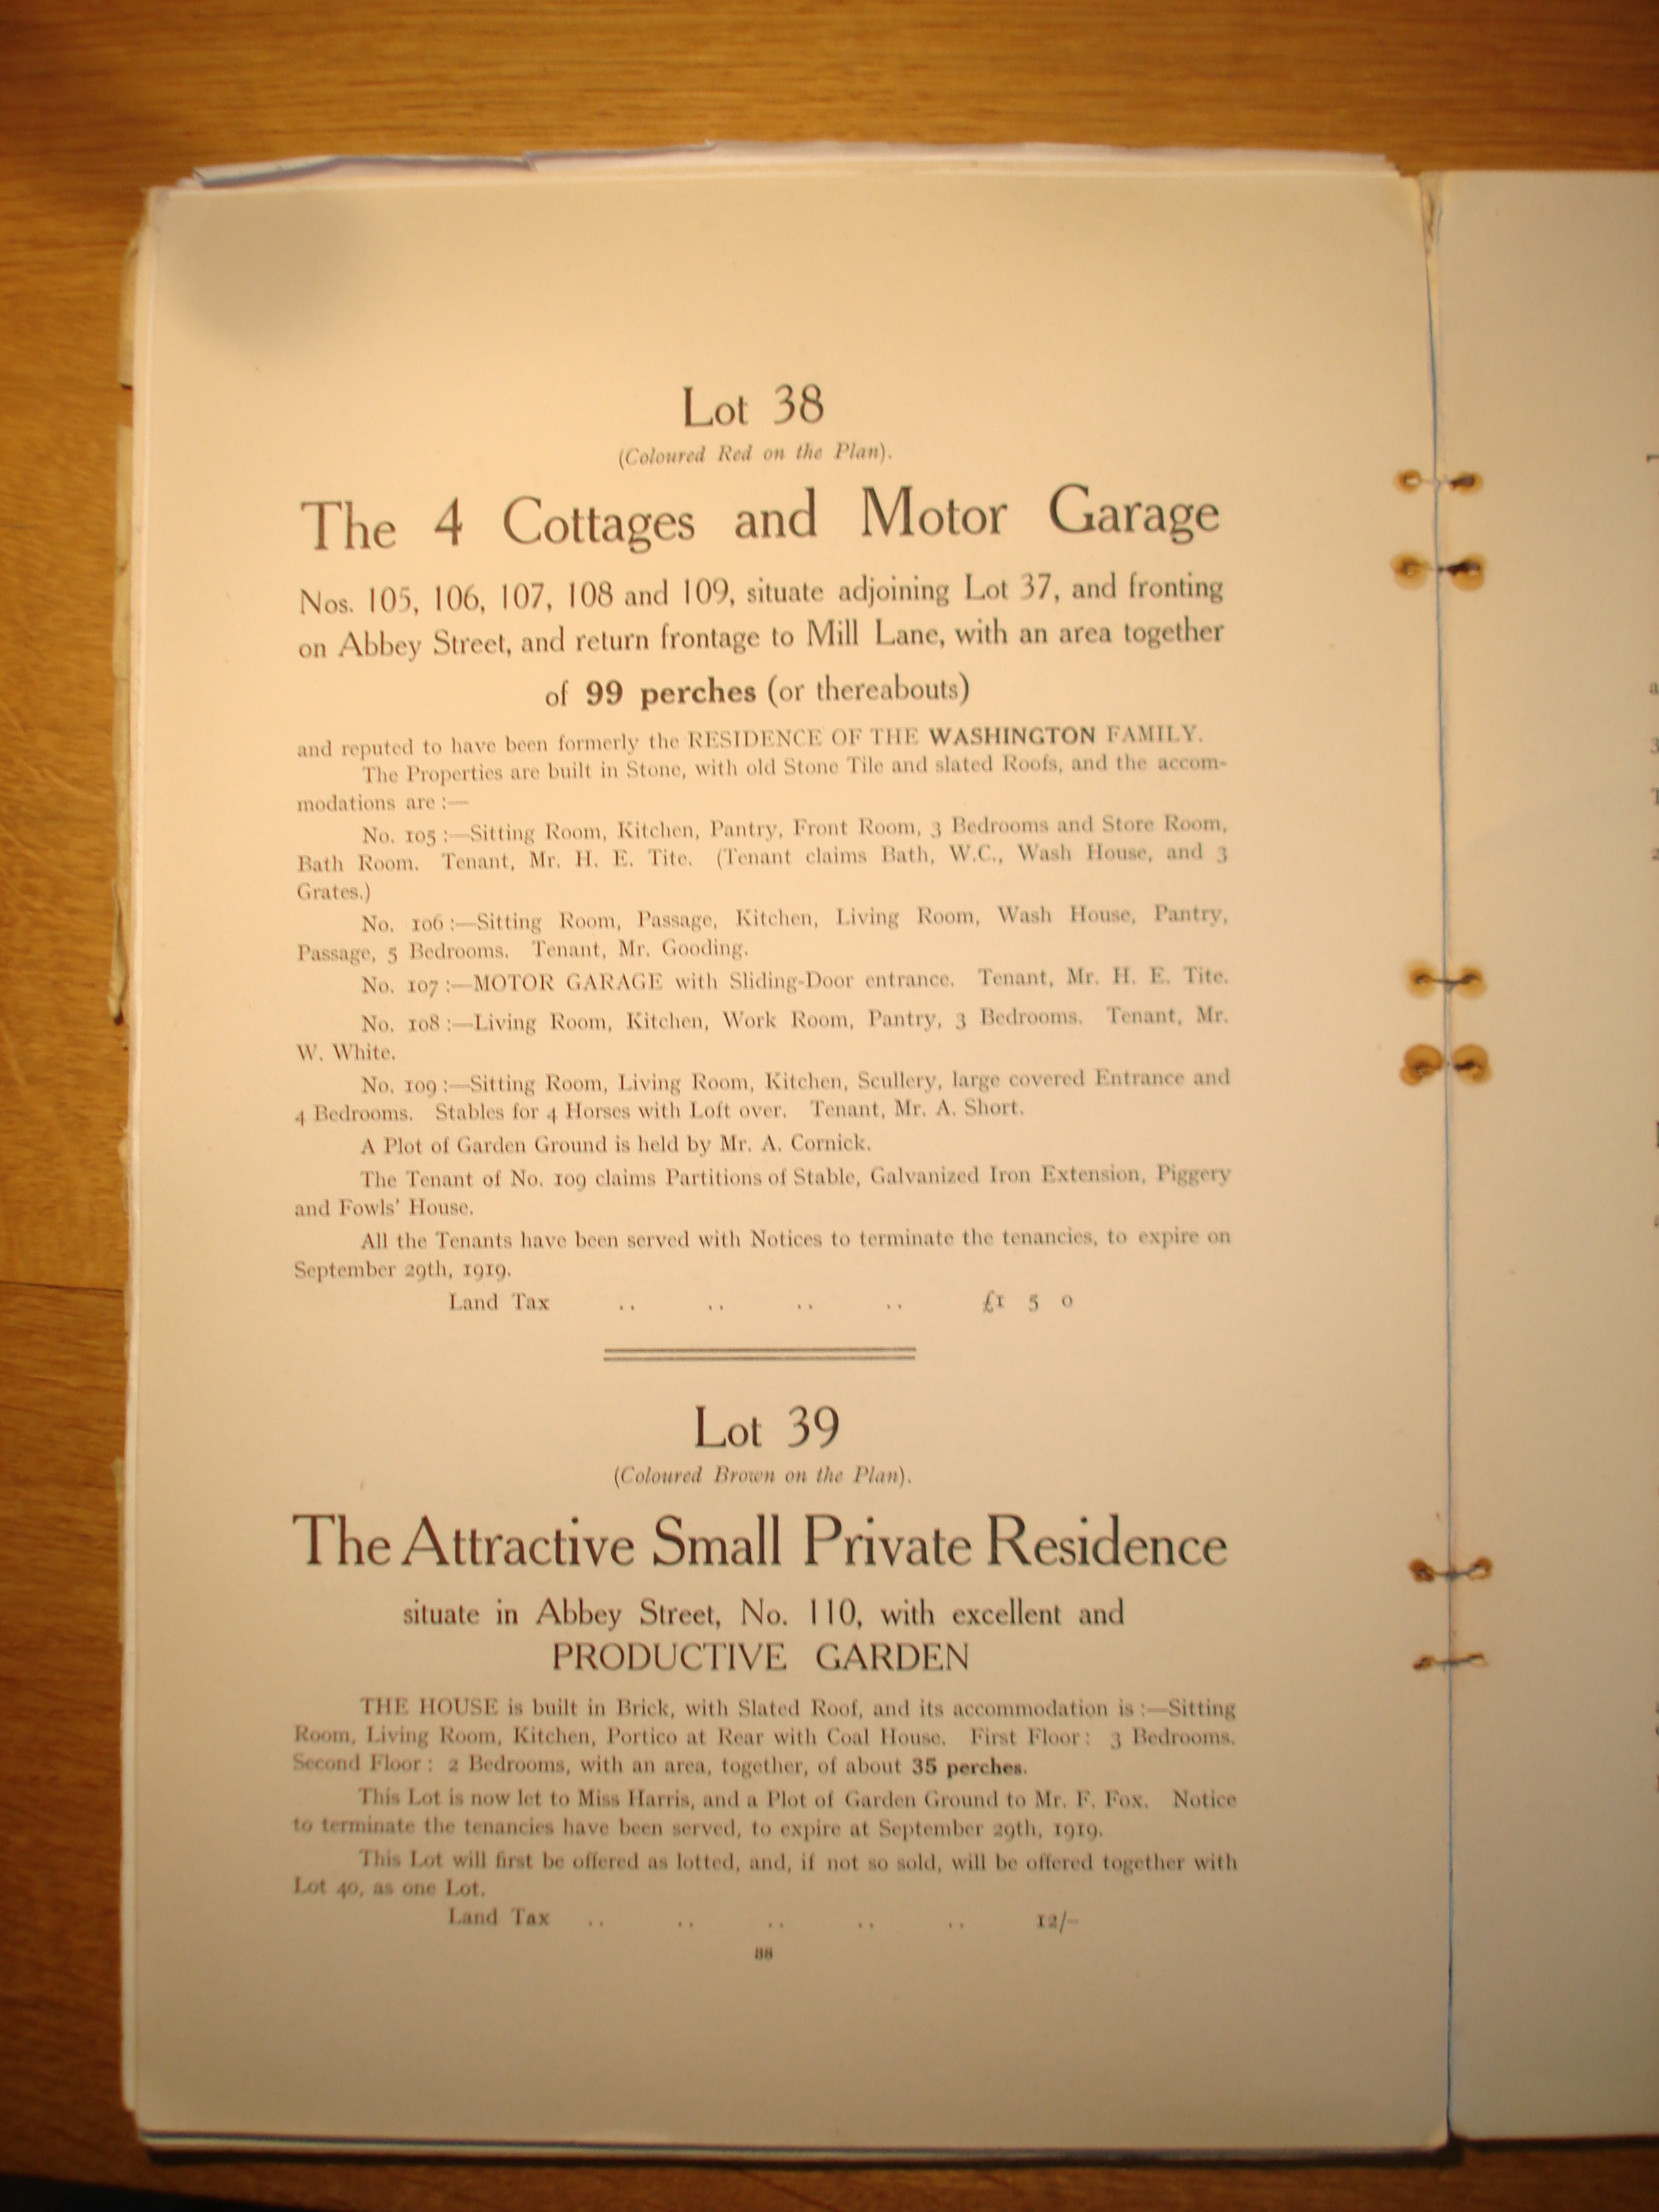 Lot 38
(Coloured Red on the Plan).
The 4 Cottages and Motor Garage
Nos. 105, 106, 107, 108 and 109, situate adjoining Lot 37, and fronting
on Abbey Street, and return frontage to Mill Lane, with an area together
of 99 perches (or thereabouts)
and reputed to have been formerly the RESIDENCE OF THE WASHINGTON FAMILY.
The Properties are built in Stone, with old Stone Tile and slated Roofs, and the accom-
modations are :—
No. 105 :—Sitting Room, Kitchen, Pantry, Front Room, 3 Bedrooms and Store Room,
Bath Room. Tenant, Mr. H. E. Tite. (Tenant claims Bath, W.C., Wash House, and 3
Grates.)
No. 106 :—Sitting Room, Passage, Kitchen, Living Room, Wash House, Pantry,
Passage, 5 Bedrooms. Tenant, Mr. Gooding.
No. 107 :—MOTOR GARAGE with Sliding-Door entrance. Tenant, Mr. H. E. Tite.
No. 108 :—Living Room, Kitchen, Work Room, Pantry, 3 Bedrooms. Tenant, Mr.
W. White.
No. 109 :—Sitting Room, Living Room, Kitchen, Scullery, large covered Entrance and
4 Bedrooms. Stables for 4 Horses with Loft over. Tenant, Mr. A. Short.
A Plot of Garden Ground is held by Mr. A. Cornick.
The Tenant of No. 109 claims Partitions of Stable, Galvanized Iron Extension, Piggery
and Fowls' House.
All the Tenants have been served with Notices to terminate the tenancies, to expire on
September 29th, 1919.
Land Tax .. .. .. .. £1 5 0
Lot 39
(Coloured Brown on the Plan).
The Attractive Small Private Residence
situate in Abbey Street, No. 110, with excellent and
PRODUCTIVE GARDEN
THE HOUSE is built in Brick, with Slated Roof, and its accommodation is :—Sitting
Room, Living Room, Kitchen, Portico at Rear with Coal House. First Floor : 3 Bedrooms.
Second Floor : 2 Bedrooms, with an area, together, of about 35 perches.
This Lot is now let to Miss Harris, and a Plot of Garden Ground to Mr. F. Fox. Notice
to terminate the tenancies have been served, to expire at September 29th, 1919.
This Lot will first be offered as lotted, and, if not so sold, will be offered together with
Lot 40, as one Lot.
Land Tax .. .. .. .. .. 12/-
88